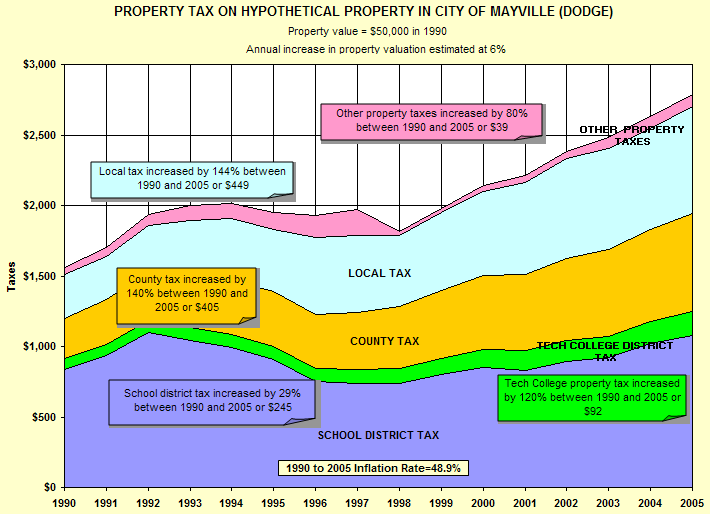 PROPERTY TAX ON HYPOTHETICAL PROPERTY IN CITY OF MAYVILLE (DODGE)
Property value = $50,000 in 1990
Annual increase in property valuation estimated at 6%
$3,000
$2,500
$2,000
$1,500
$1,000
$500
$0
Taxes
Other property taxes increased by 80%
between 1990 and 2005 or $39
OTHER PROPERTY
TAXES
Local tax increased by 144% between
1990 and 2005 or $449
LOCAL TAX
County tax increased by
140% between 1990 and
2005 or $405
COUNTY TAX
TECH COLLEGE DISTRICT
TAX
School district tax increased by 29%
between 1990 and 2005 or $245
Tech College property tax increased
by 120% between 1990 and 2005 or
$92
SCHOOL DISTRICT TAX
1990 to 2005 Inflation Rate=48.9%
1990 1991 1992 1993 1994 1995 1996 1997 1998 1999 2000 2001 2002 2003 2004 2005